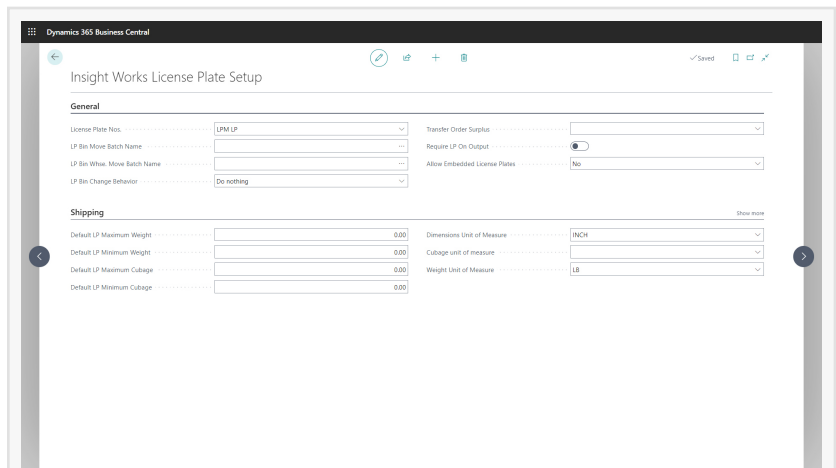 Dynamics 365 Business Central
Saved
Insight Works License Plate Setup
General
License Plate Nos. LPM LP
LP Bin Move Batch Name
LP Bin Whse. Move Batch Name
LP Bin Change Behavior Do nothing
Transfer Order Surplus
Require LP On Output
Allow Embedded License Plates No
Shipping
Show more
Default LP Maximum Weight 0.00
Default LP Minimum Weight 0.00
Default LP Maximum Cubage 0.00
Default LP Minimum Cubage 0.00
Dimensions Unit of Measure INCH
Cubage unit of measure
Weight Unit of Measure LB